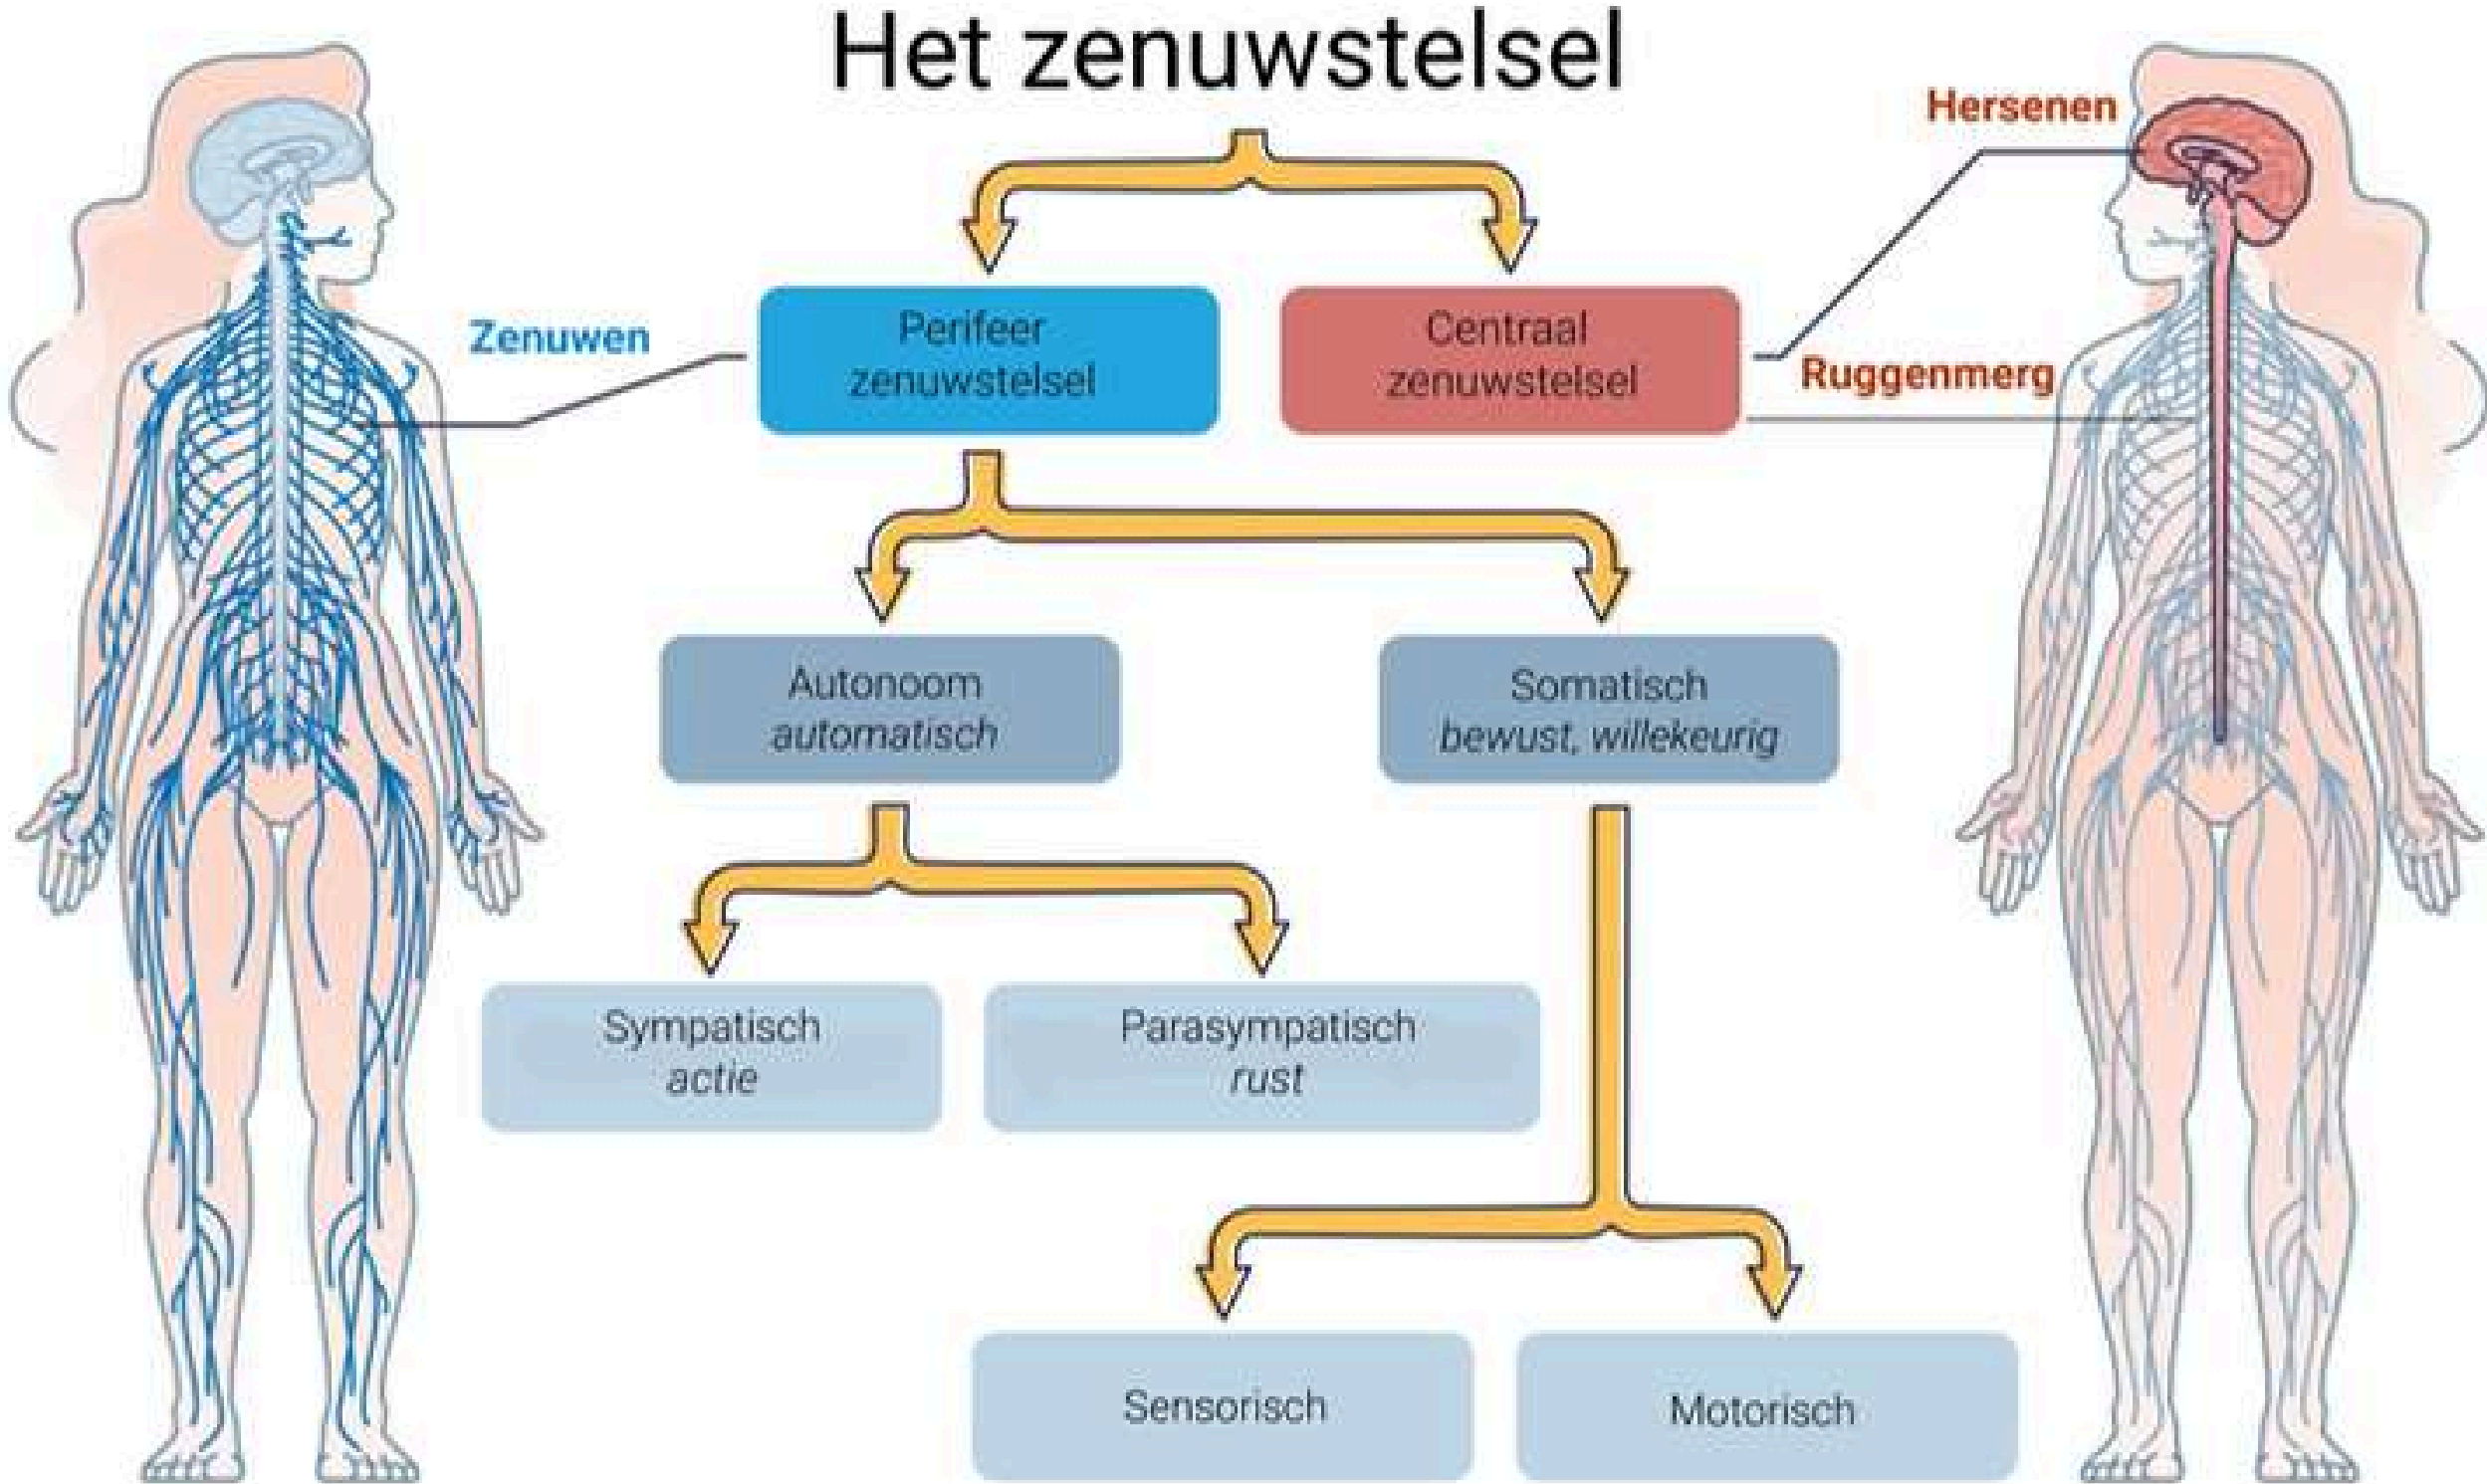 Het zenuwstelsel
Hersenen
Zenuwen
Perifeer
zenuwstelsel
Centraal
zenuwstelsel
Ruggenmerg
Autonoom
automatisch
Somatisch
bewust, willekeurig
Sympatisch
actie
Parasympatisch
rust
Sensorisch
Motorisch